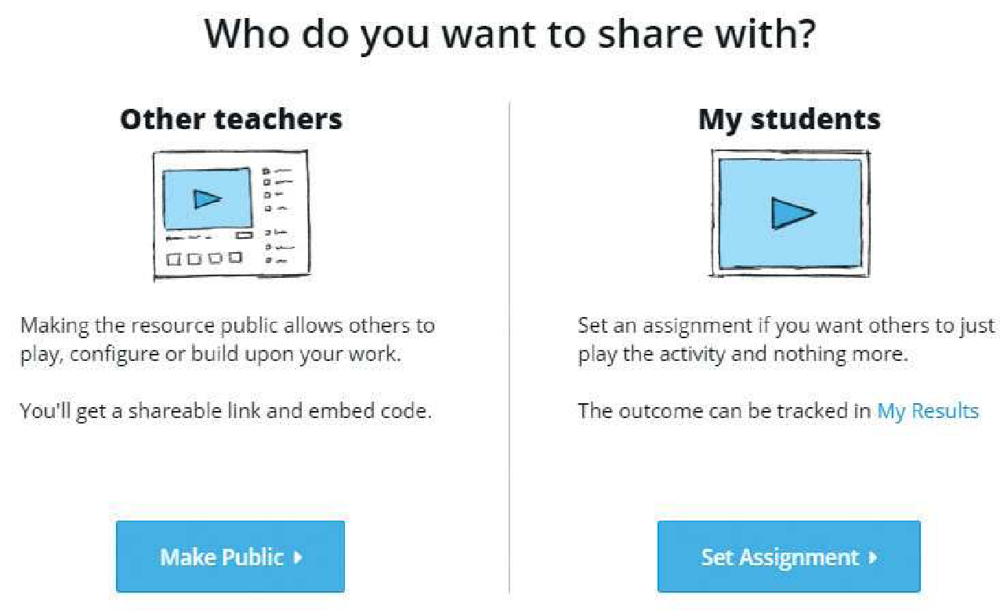 Who do you want to share with?
Other teachers
Making the resource public allows others to
play, configure or build upon your work.
You'll get a shareable link and embed code.
Make Public
My students
Set an assignment if you want others to just
play the activity and nothing more.
The outcome can be tracked in My Results
Set Assignment